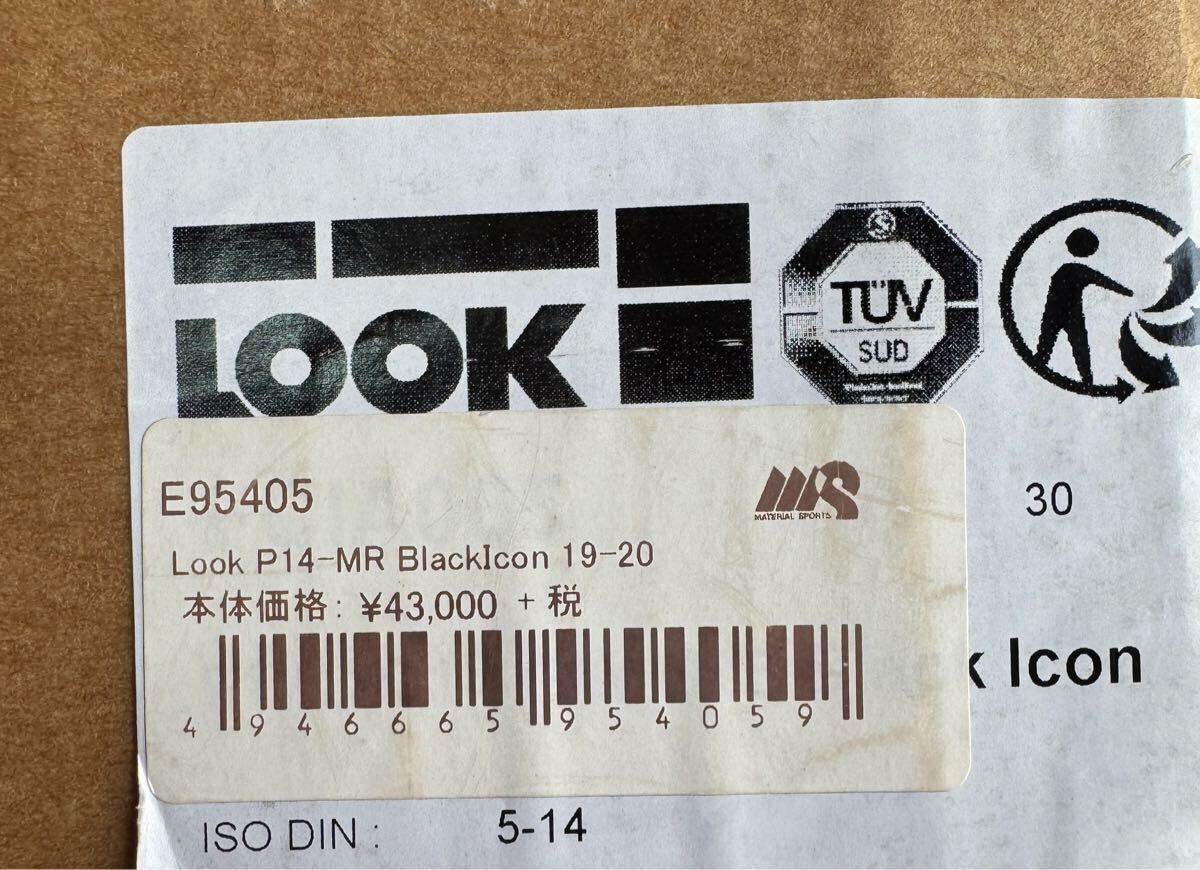 LOOK
TÜV
SUD
30
E95405
MATERIAL SPORTS
Look P14-MR BlackIcon 19-20
本体価格: ¥43,000 + 税
k Icon
4 946665 954059
ISO DIN : 5-14